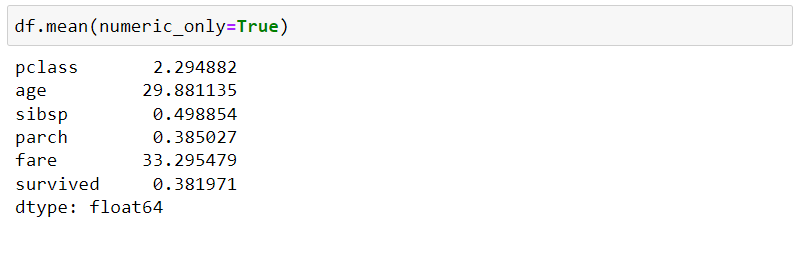 df.mean(numeric_only=True)
pclass 2.294882
age 29.881135
sibsp 0.498854
parch 0.385027
fare 33.295479
survived 0.381971
dtype: float64